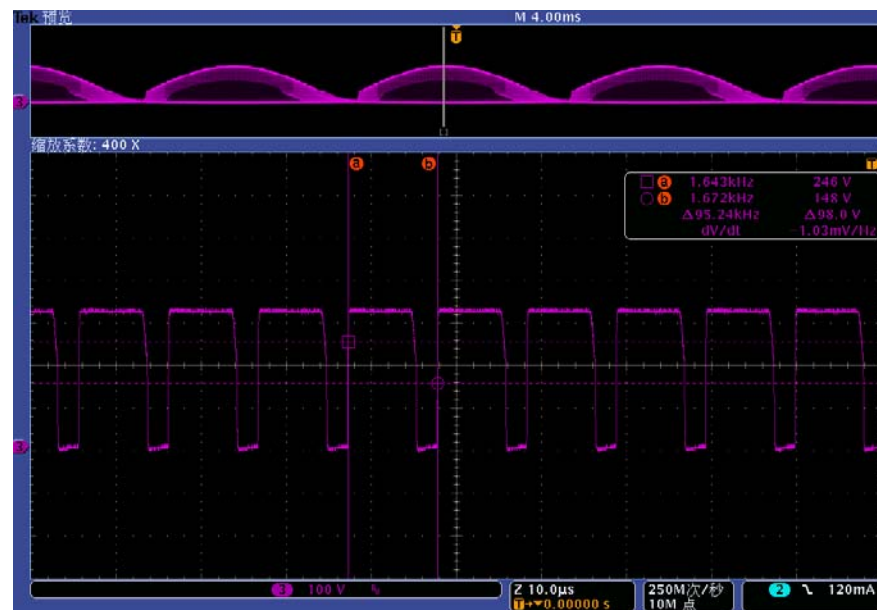 Tek 预览
M 4.00ms
T
3
缩放系数: 400 X
a
b
T
a 1.643kHz 246 V
b 1.672kHz 148 V
Δ95.24kHz Δ98.0 V
dV/dt -1.03mV/Hz
3
3 100 V
Z 10.0μs
T→▼0.00000 s
250M次/秒
10M 点
2 120mA